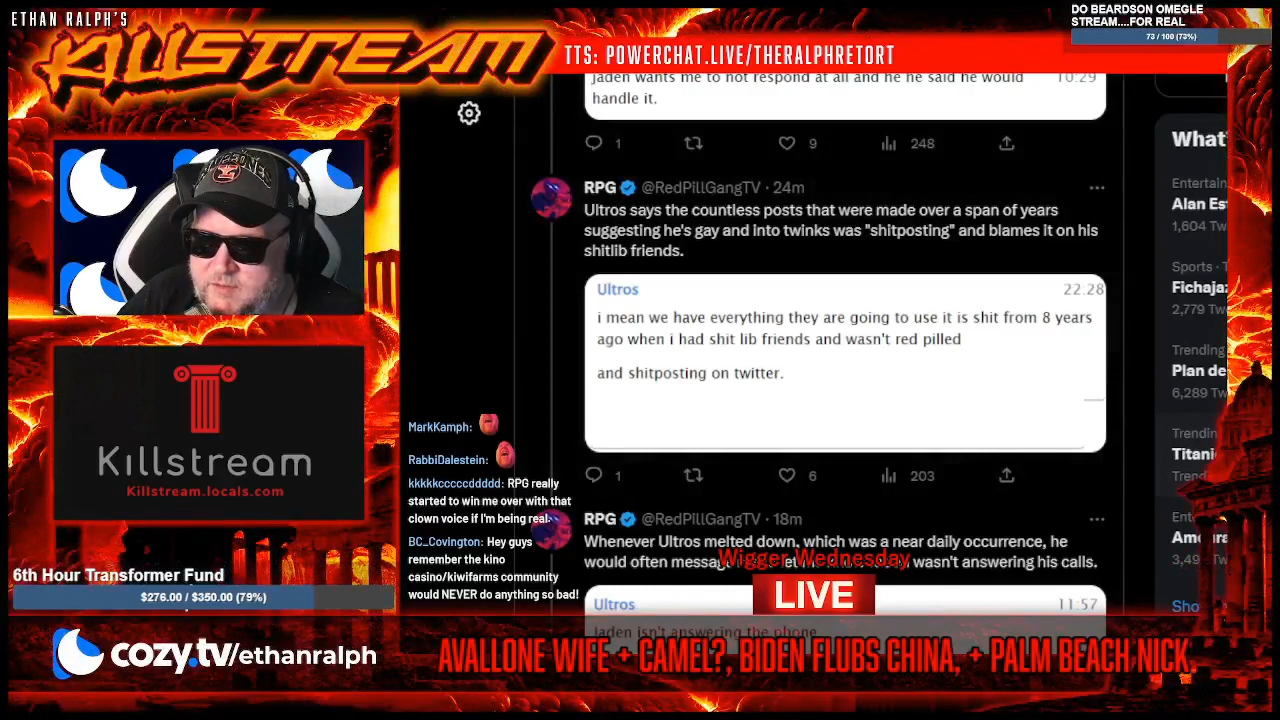 ETHAN RALPH'S
KILLSTREAM
TTS: POWERCHAT.LIVE/THERALPHRETORT
DO BEARDSON OMEGLE
STREAM....FOR REAL
73 / 100 (73%)
jaden wants me to not respond at all and he he said he would
handle it.
10:29
1
9
248
RPG @RedPillGangTV · 24m
Ultros says the countless posts that were made over a span of years
suggesting he's gay and into twinks was "shitposting" and blames it on his
shitlib friends.
Ultros
22:28
i mean we have everything they are going to use it is shit from 8 years
ago when i had shit lib friends and wasn't red pilled
and shitposting on twitter.
1
6
203
RPG @RedPillGangTV · 18m
Whenever Ultros melted down, which was a near daily occurrence, he
would often messag
wasn't answering his calls.
Ultros
11:57
Jaden isn't answering the phone
What'
Entertain
Alan Est
1,604 Tw
Sports · T
Fichajaz
2,779 Tw
Trending
Plan de
6,289 Tw
Trending
Titani
Trend
Ent
Amoura
3,49
Sho
Killstream
Killstream.locals.com
MarkKamph:
RabbiDalestein:
kkkkkcccccddddd: RPG really
started to win me over with that
clown voice if I'm being real.
BC_Covington: Hey guys
remember the kino
casino/kiwifarms community
would NEVER do anything so bad!
6th Hour Transformer Fund
$276.00 / $350.00 (79%)
Wigger Wednesday
LIVE
cozy.tv/ethanralph
AVALLONE WIFE + CAMEL?, BIDEN FLUBS CHINA, + PALM BEACH NICK.